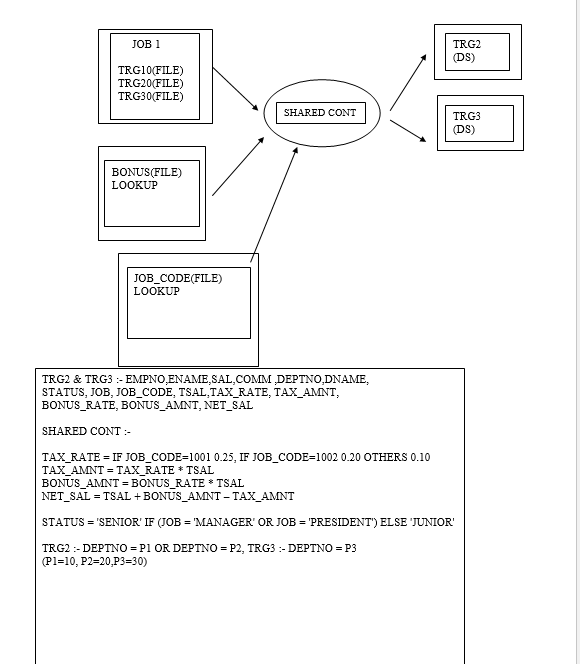 JOB 1
TRG10(FILE)
TRG20(FILE)
TRG30(FILE)
SHARED CONT
TRG2
(DS)
TRG3
(DS)
BONUS(FILE)
LOOKUP
JOB_CODE(FILE)
LOOKUP
TRG2 & TRG3 :- EMPNO,ENAME,SAL,COMM ,DEPTNO,DNAME,
STATUS, JOB, JOB_CODE, TSAL,TAX_RATE, TAX_AMNT,
BONUS_RATE, BONUS_AMNT, NET_SAL
SHARED CONT :-
TAX_RATE = IF JOB_CODE=1001 0.25, IF JOB_CODE=1002 0.20 OTHERS 0.10
TAX_AMNT = TAX_RATE * TSAL
BONUS_AMNT = BONUS_RATE * TSAL
NET_SAL = TSAL + BONUS_AMNT – TAX_AMNT
STATUS = 'SENIOR' IF (JOB = 'MANAGER' OR JOB = 'PRESIDENT') ELSE 'JUNIOR'
TRG2 :- DEPTNO = P1 OR DEPTNO = P2, TRG3 :- DEPTNO = P3
(P1=10, P2=20,P3=30)